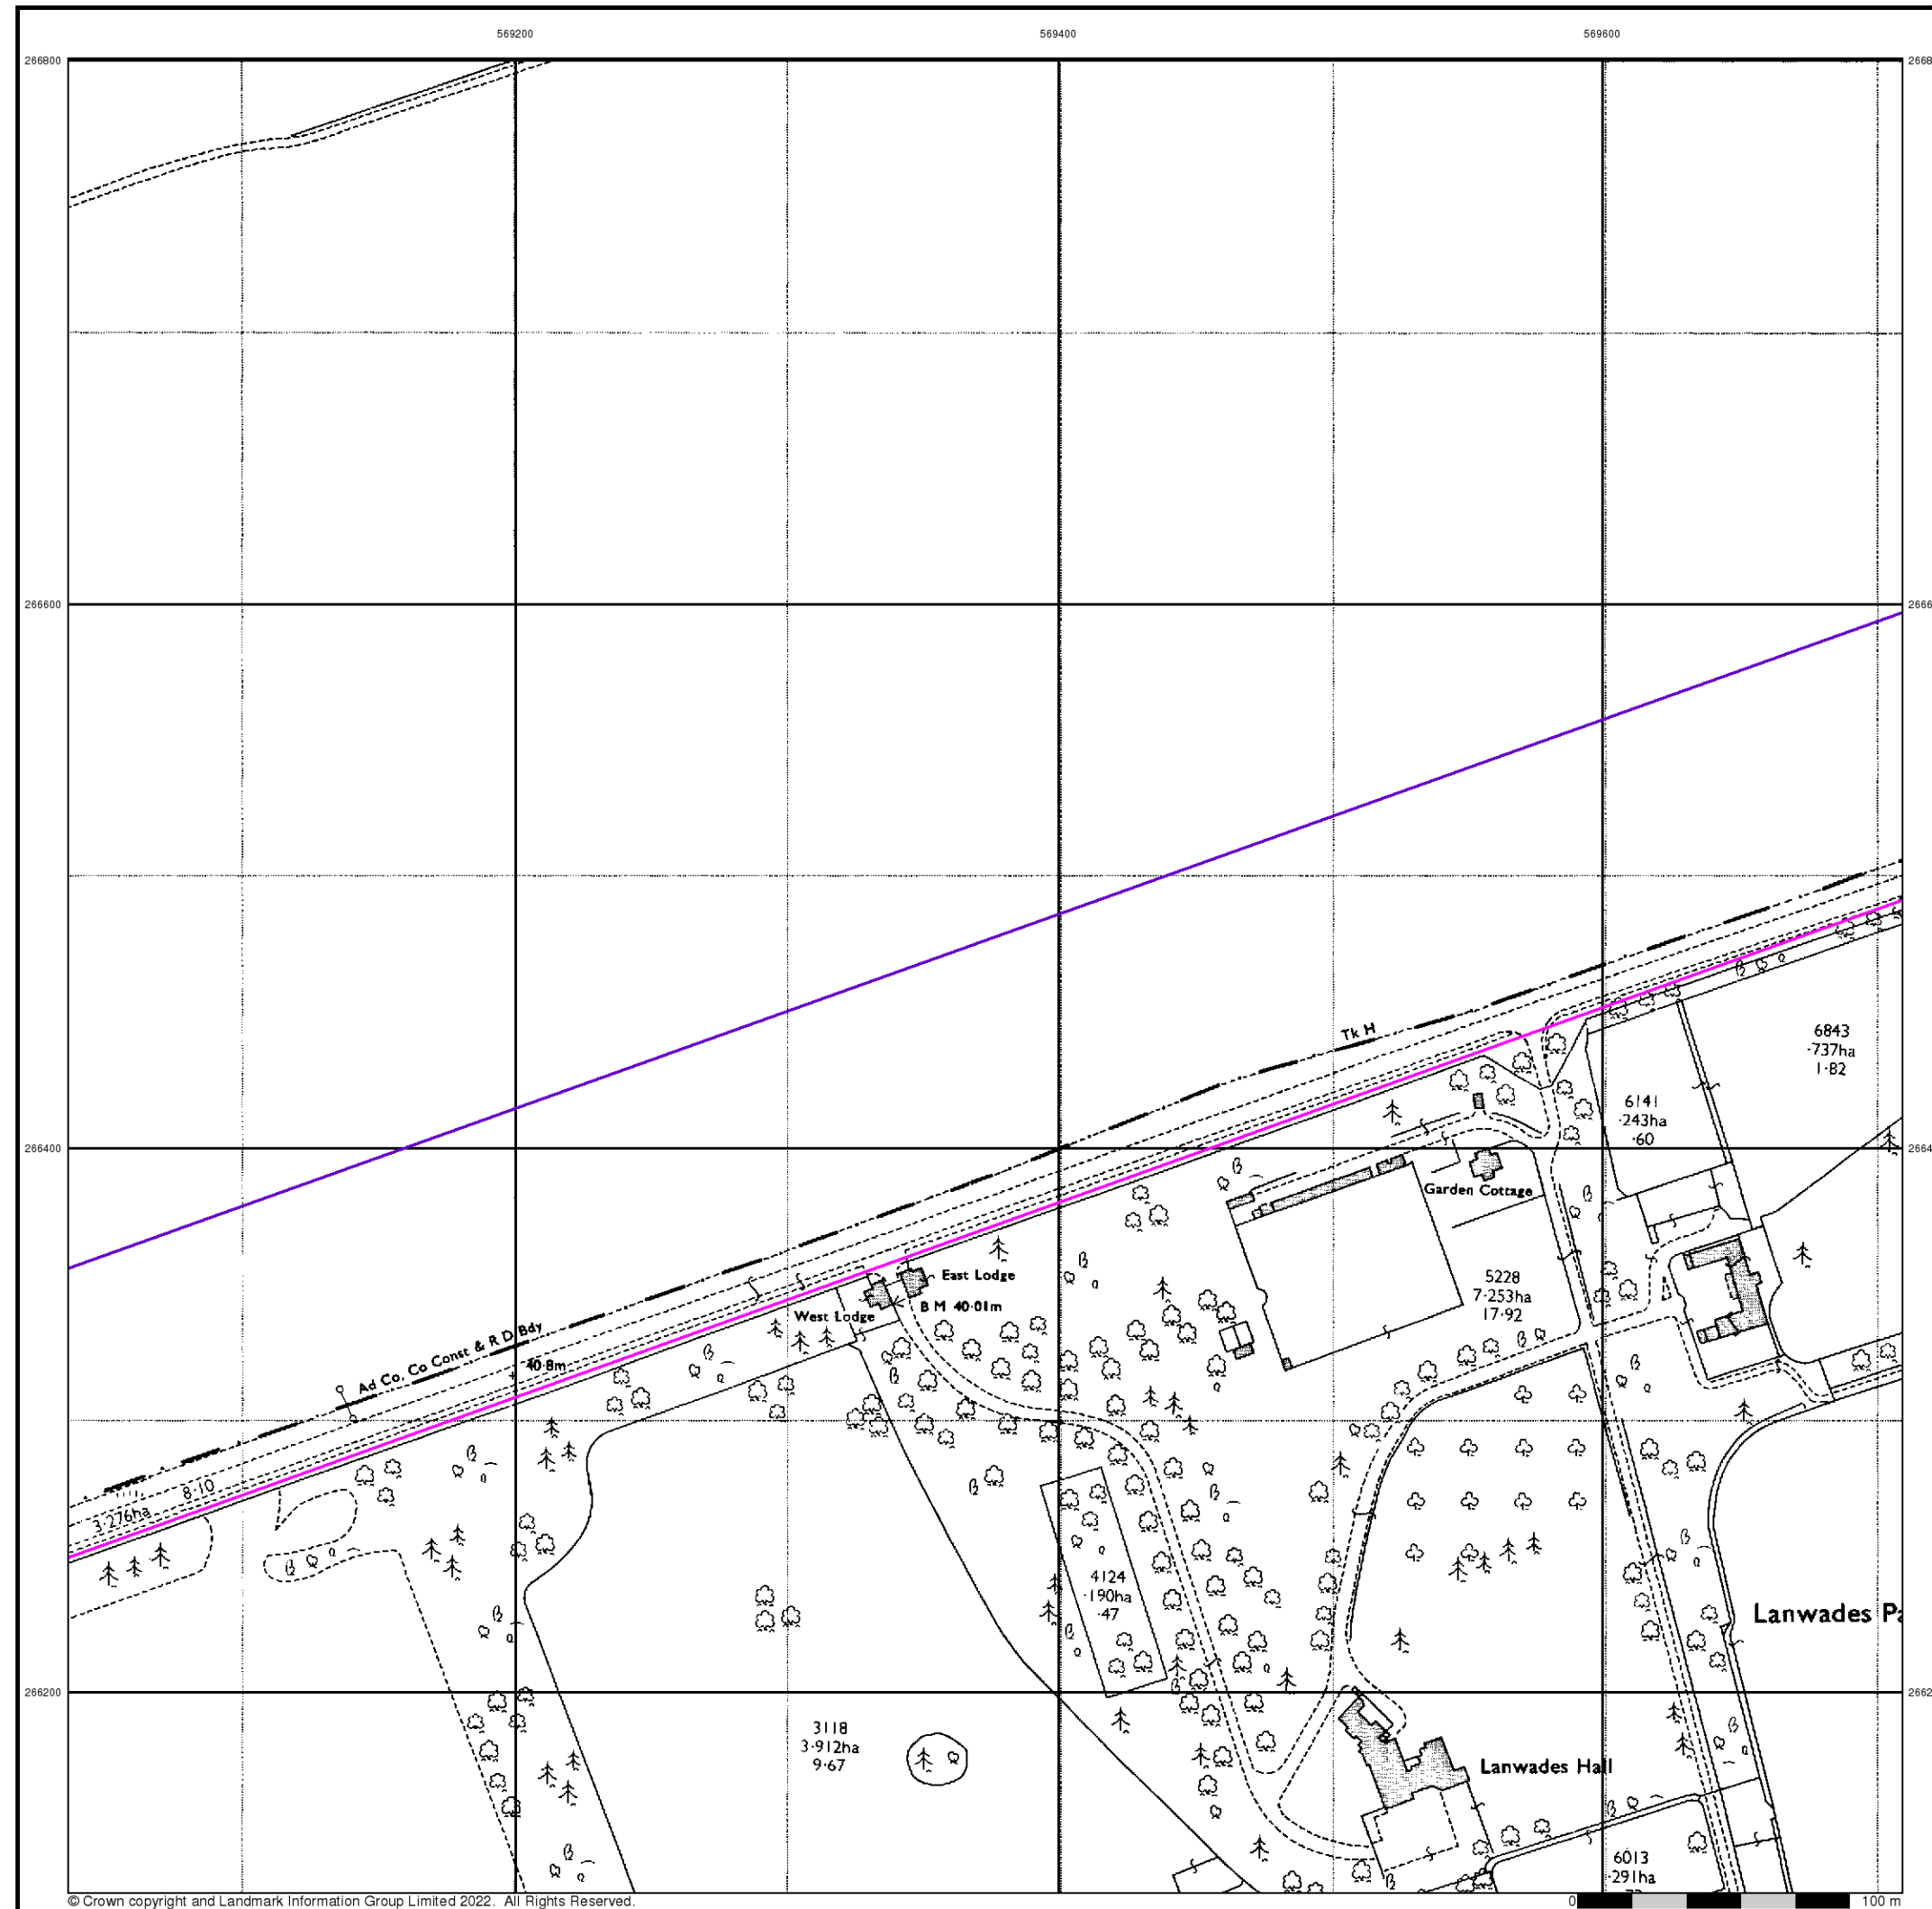 569200
569400
569600
266800
266600
266400
266200
Tk H
Ad Co, Co Const & R D Bdy
40·8m
8·10
3·276ha
East Lodge
West Lodge
B M 40·01m
Garden Cottage
6843
·737ha
1·82
6141
·243ha
·60
5228
7·253ha
17·92
4124
·190ha
·47
Lanwades
3118
3·912ha
9·67
Lanwades Hall
6013
·291ha
© Crown copyright and Landmark Information Group Limited 2022. All Rights Reserved.
0
100 m